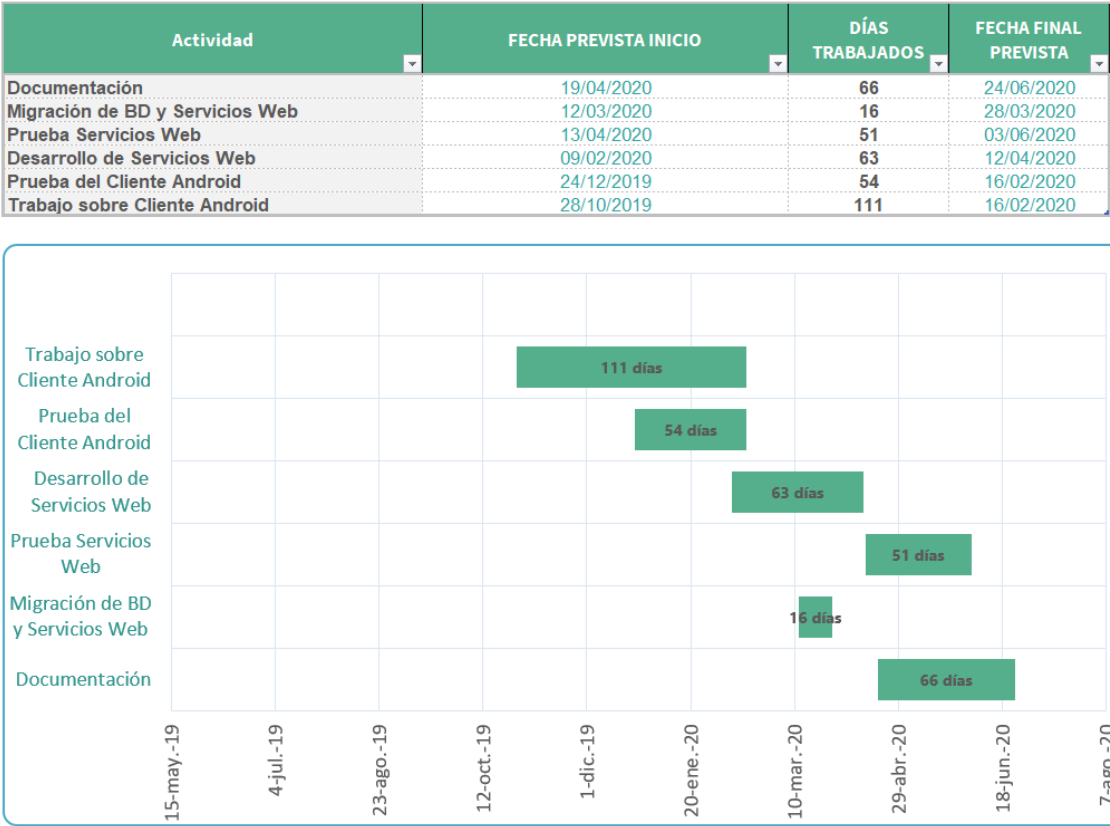 Actividad FECHA PREVISTA INICIO DÍAS TRABAJADOS FECHA FINAL PREVISTA
Documentación 19/04/2020 66 24/06/2020
Migración de BD y Servicios Web 12/03/2020 16 28/03/2020
Prueba Servicios Web 13/04/2020 51 03/06/2020
Desarrollo de Servicios Web 09/02/2020 63 12/04/2020
Prueba del Cliente Android 24/12/2019 54 16/02/2020
Trabajo sobre Cliente Android 28/10/2019 111 16/02/2020
Trabajo sobre
Cliente Android
111 días
Prueba del
Cliente Android
54 días
Desarrollo de
Servicios Web
63 días
Prueba Servicios
Web
51 días
Migración de BD
y Servicios Web
16 días
Documentación
66 días
15-may.-19
4-jul.-19
23-ago.-19
12-oct.-19
1-dic.-19
20-ene.-20
10-mar.-20
29-abr.-20
18-jun.-20
7-ago.-20